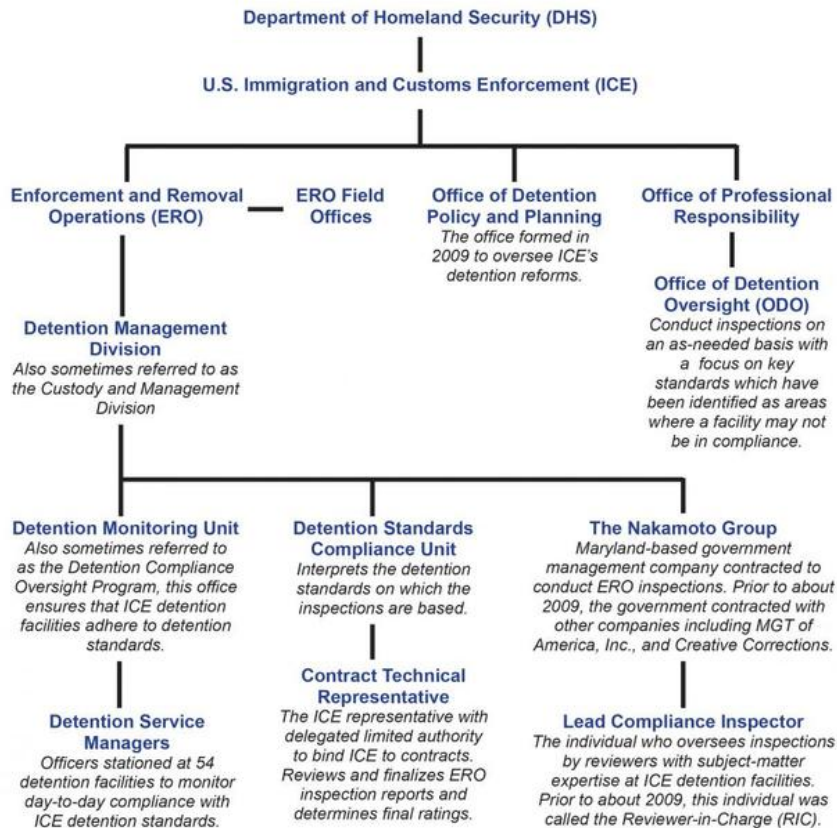 Department of Homeland Security (DHS)
U.S. Immigration and Customs Enforcement (ICE)
Enforcement and Removal
Operations (ERO)
ERO Field
Offices
Office of Detention
Policy and Planning
The office formed in
2009 to oversee ICE's
detention reforms.
Office of Professional
Responsibility
Office of Detention
Oversight (ODO)
Conduct inspections on
an as-needed basis with
a focus on key
standards which have
been identified as areas
where a facility may not
be in compliance.
Detention Management
Division
Also sometimes referred to as
the Custody and Management
Division
Detention Monitoring Unit
Also sometimes referred to
as the Detention Compliance
Oversight Program, this office
ensures that ICE detention
facilities adhere to detention
standards.
Detention Standards
Compliance Unit
Interprets the detention
standards on which the
inspections are based.
The Nakamoto Group
Maryland-based government
management company contracted to
conduct ERO inspections. Prior to about
2009, the government contracted with
other companies including MGT of
America, Inc., and Creative Corrections.
Detention Service
Managers
Officers stationed at 54
detention facilities to monitor
day-to-day compliance with
ICE detention standards.
Contract Technical
Representative
The ICE representative with
delegated limited authority
to bind ICE to contracts.
Reviews and finalizes ERO
inspection reports and
determines final ratings.
Lead Compliance Inspector
The individual who oversees inspections
by reviewers with subject-matter
expertise at ICE detention facilities.
Prior to about 2009, this individual was
called the Reviewer-in-Charge (RIC).